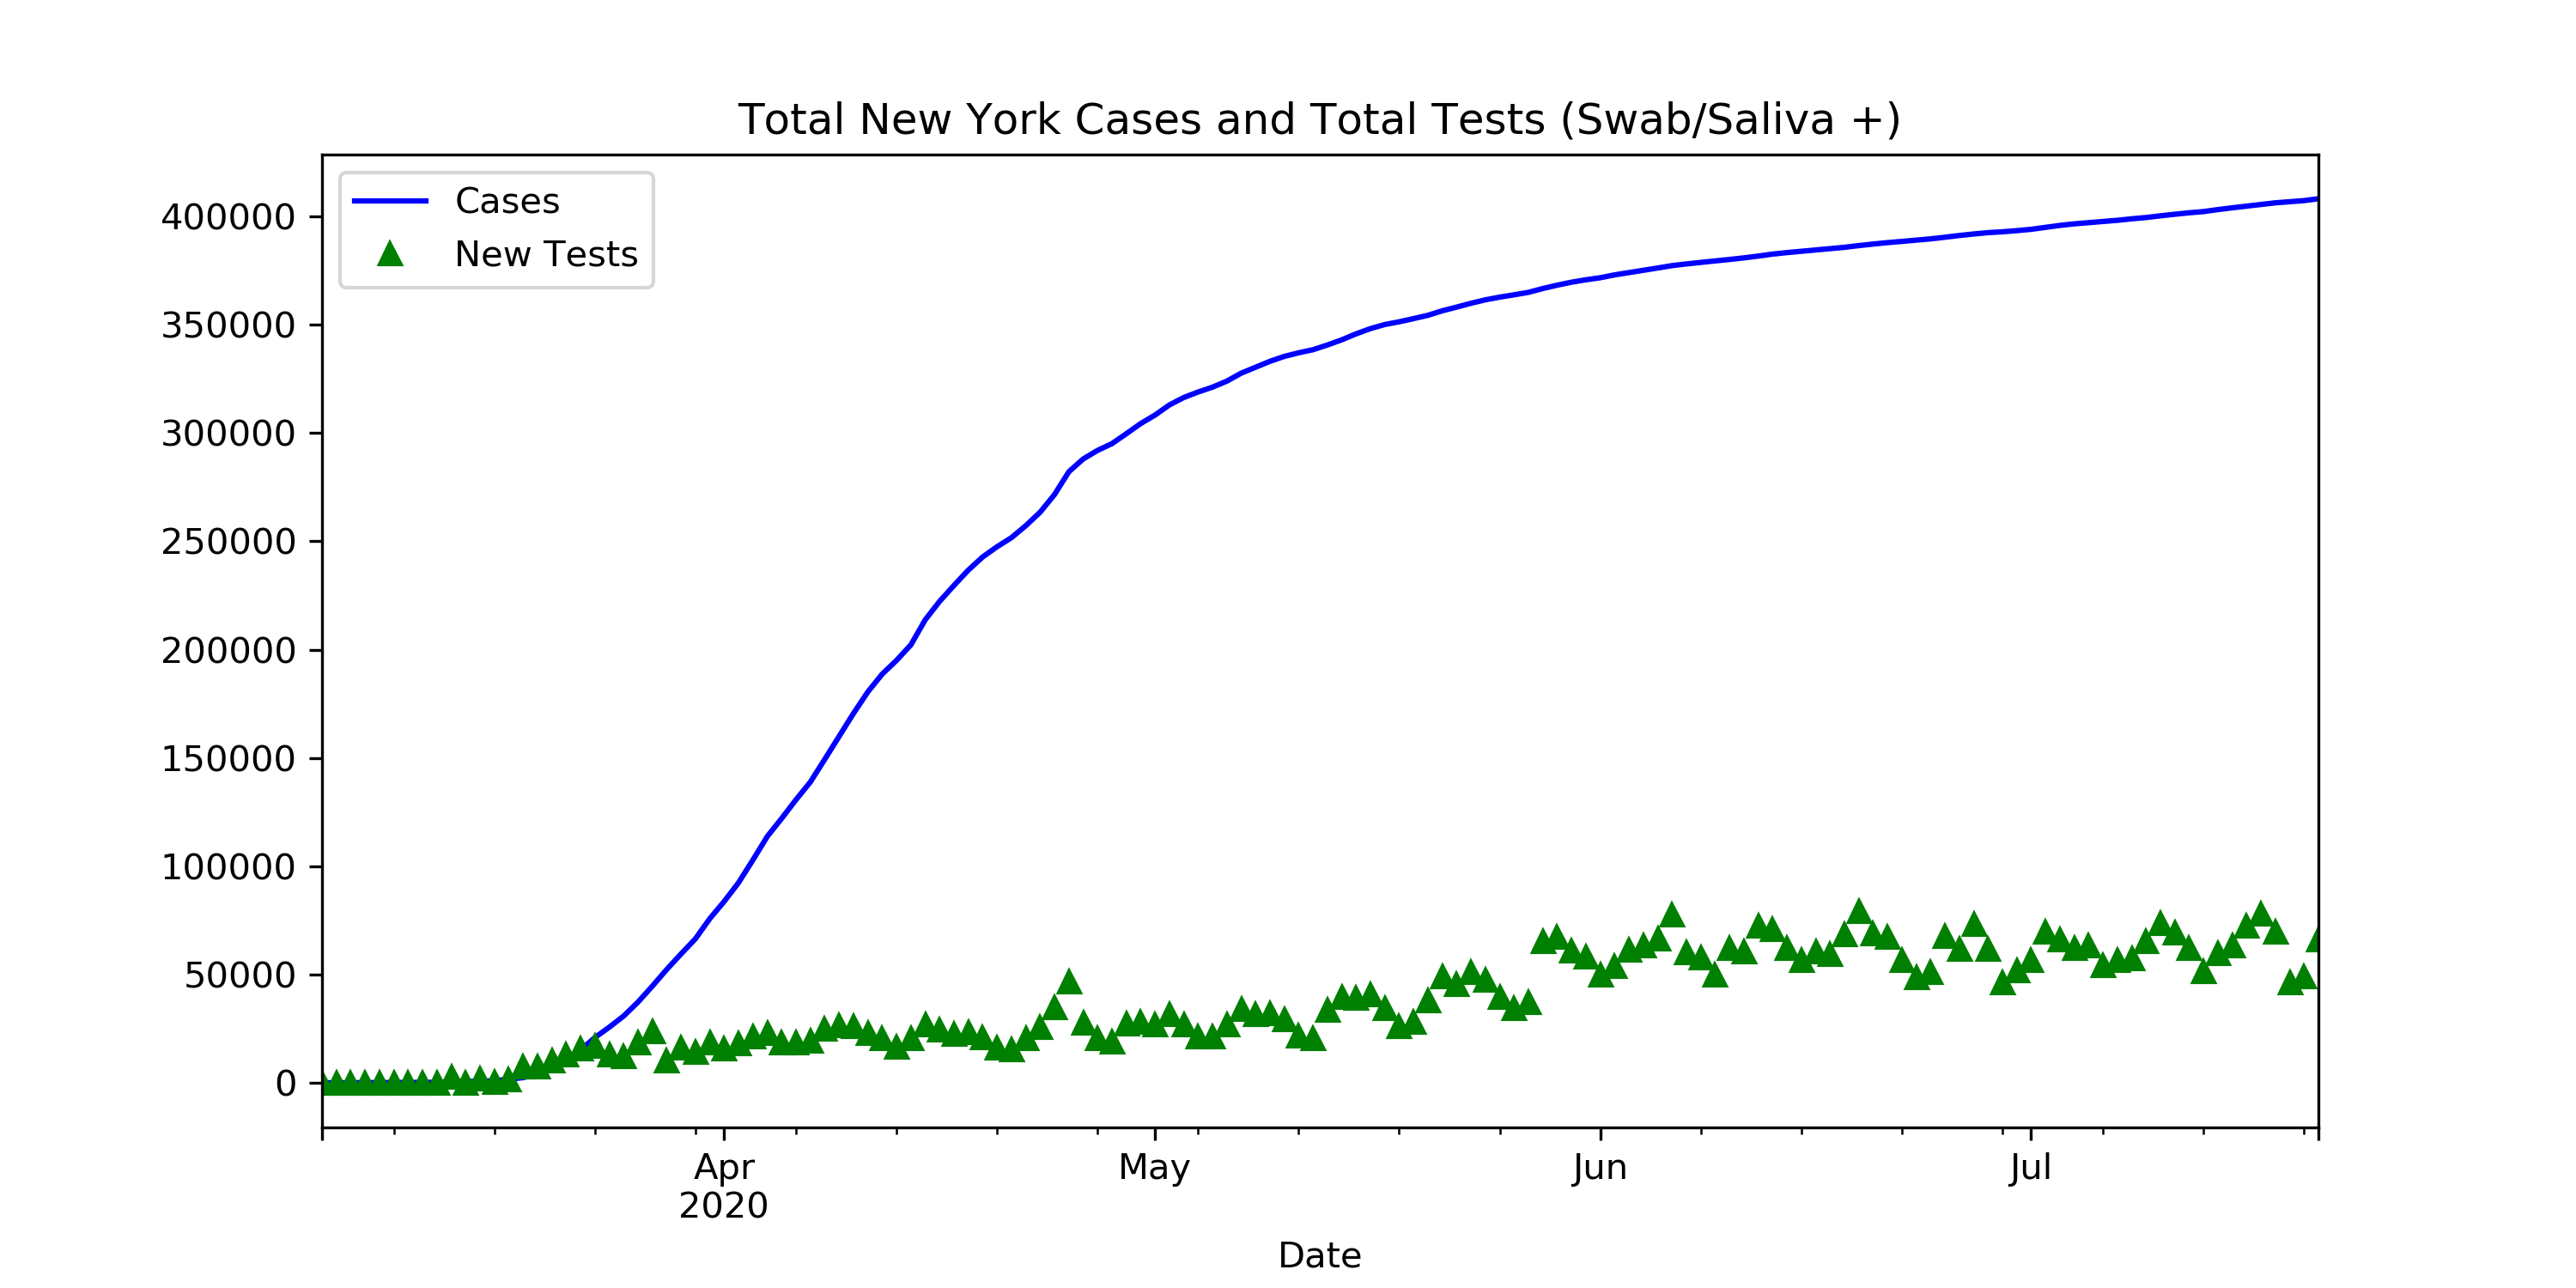 Total New York Cases and Total Tests (Swab/Saliva +)
Cases
New Tests
400000
350000
300000
250000
200000
150000
100000
50000
0
Apr
2020
May
Jun
Jul
Date